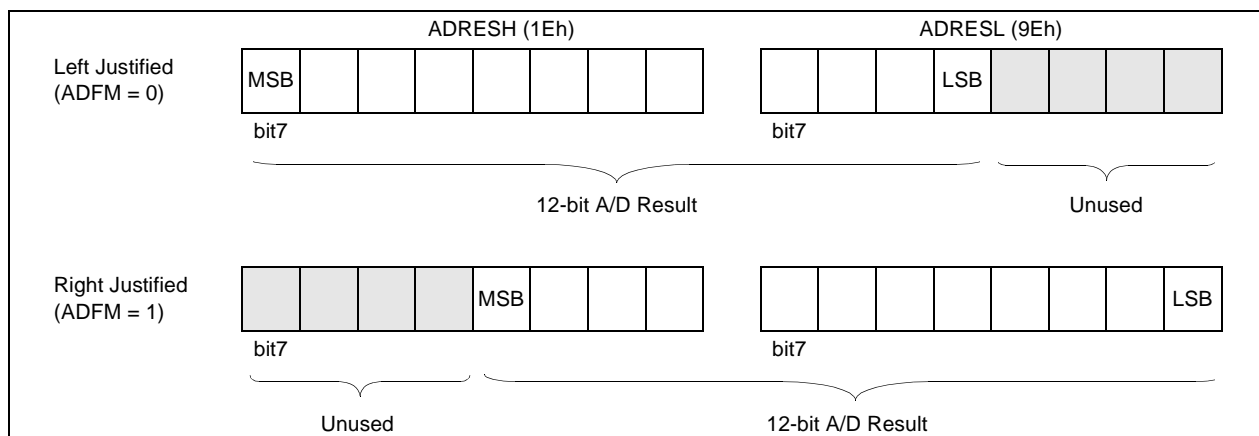 ADRESH (1Eh) ADRESL (9Eh)
Left Justified
(ADFM = 0)
MSB LSB
bit7 bit7
12-bit A/D Result Unused
Right Justified
(ADFM = 1)
MSB LSB
bit7 bit7
Unused 12-bit A/D Result